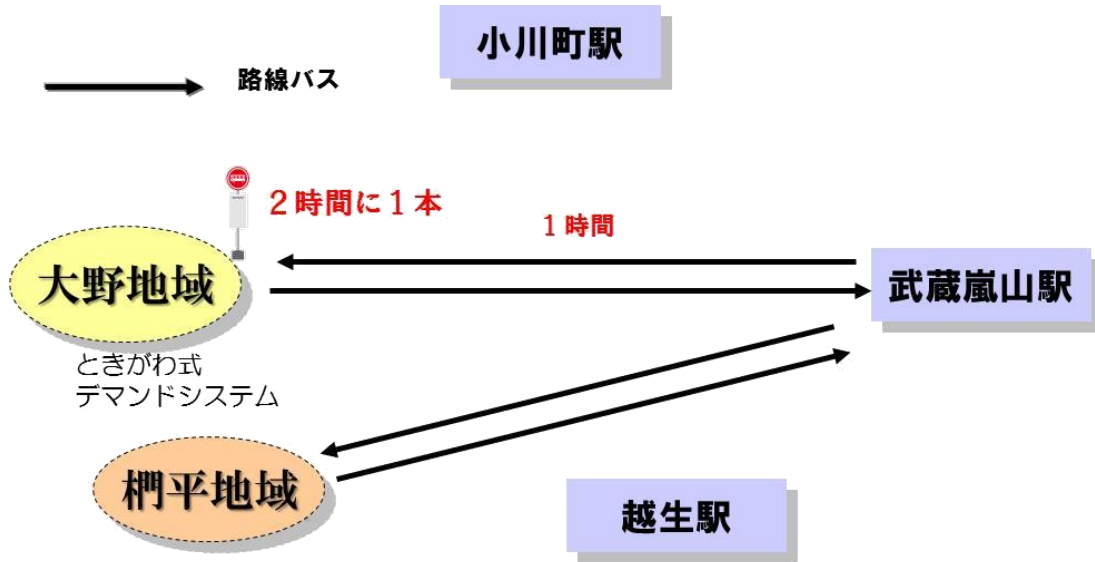 小川町駅
路線バス
２時間に１本
１時間
大野地域
武蔵嵐山駅
ときがわ式
デマンドシステム
椚平地域
越生駅